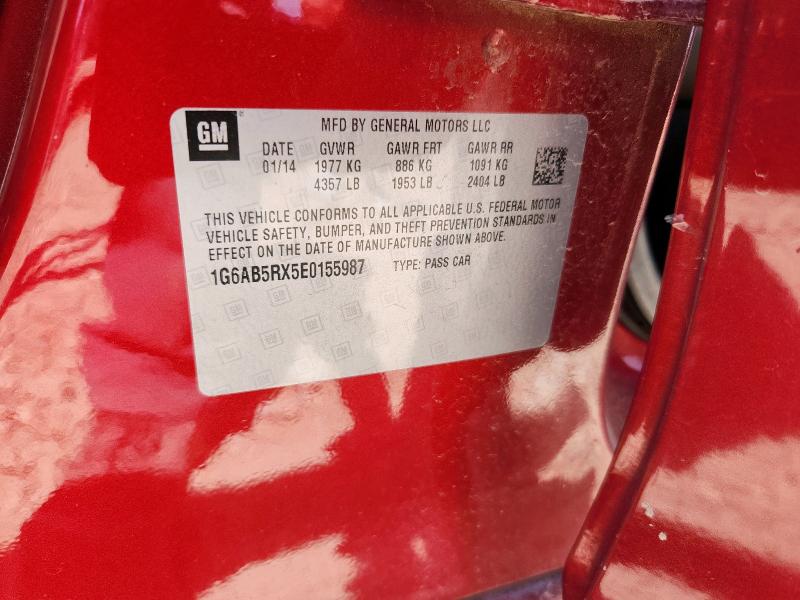 GM
MFD BY GENERAL MOTORS LLC
DATE GVWR GAWR FRT GAWR RR
01/14 1977 KG 886 KG 1091 KG
4357 LB 1953 LB 2404 LB
THIS VEHICLE CONFORMS TO ALL APPLICABLE U.S. FEDERAL MOTOR
VEHICLE SAFETY, BUMPER, AND THEFT PREVENTION STANDARDS IN
EFFECT ON THE DATE OF MANUFACTURE SHOWN ABOVE.
1G6AB5RX5E0155987 TYPE: PASS CAR